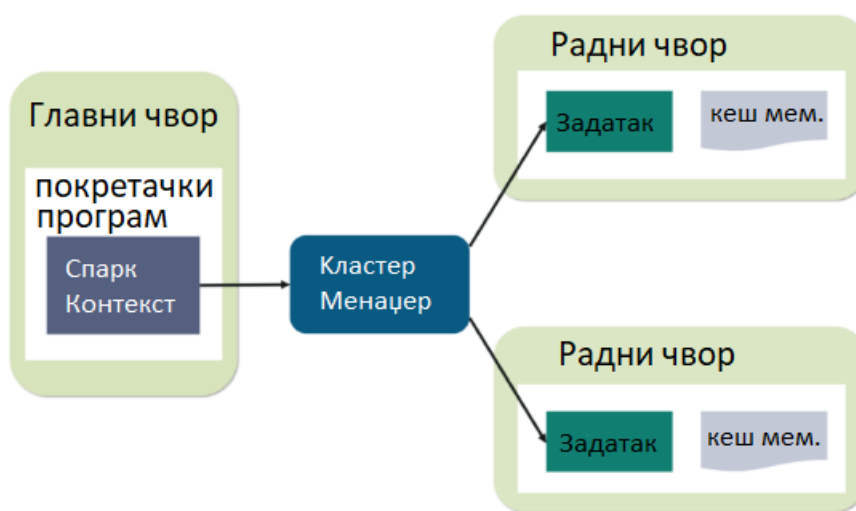 Главни чвор
покретачки
програм
Спарк
Контекст
Кластер
Менаџер
Радни чвор
Задатак
кеш мем.
Радни чвор
Задатак
кеш мем.